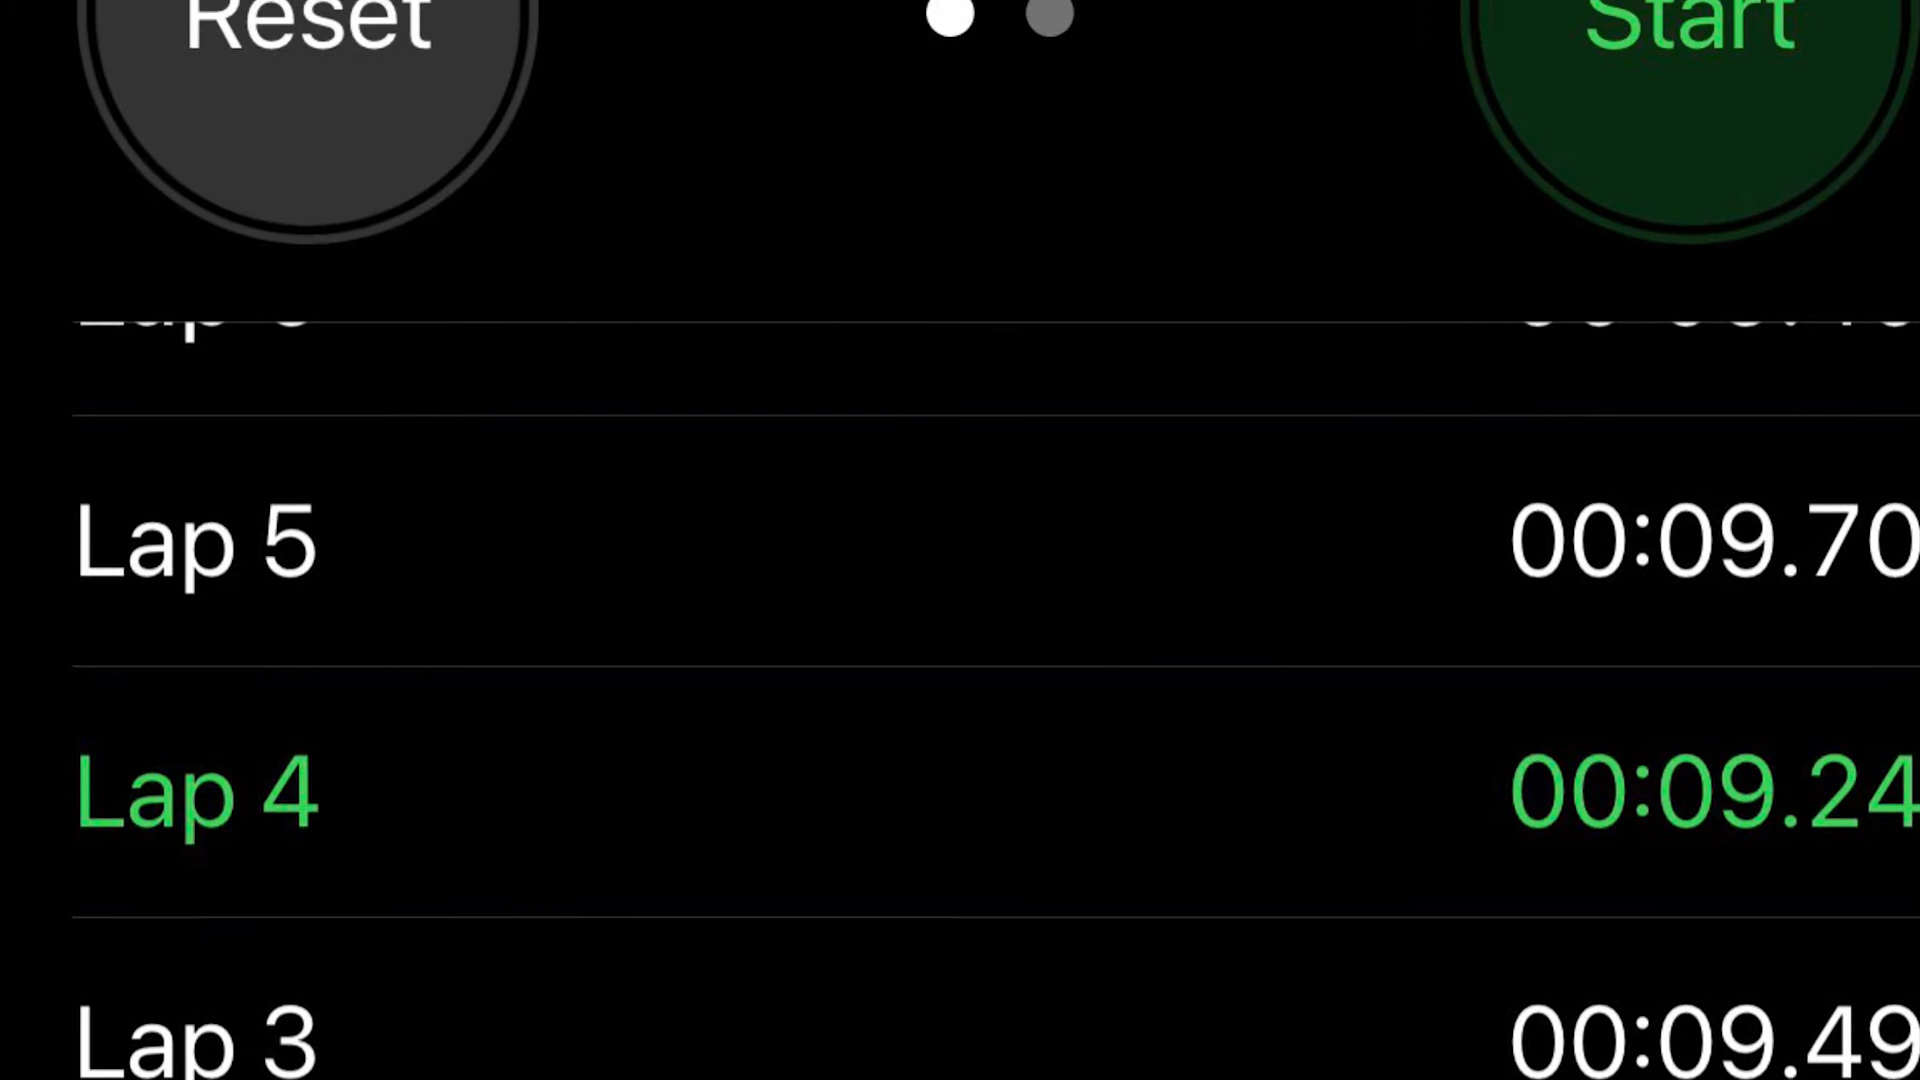 Reset Start
Lap 5 00:09.70
Lap 4 00:09.24
Lap 3 00:09.49